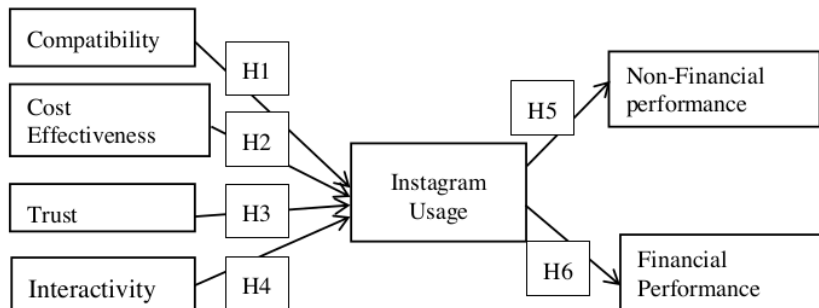 Compatibility
H1
Cost
Effectiveness
H2
Trust
H3
Interactivity
H4
Instagram
Usage
H5
Non-Financial
performance
H6
Financial
Performance